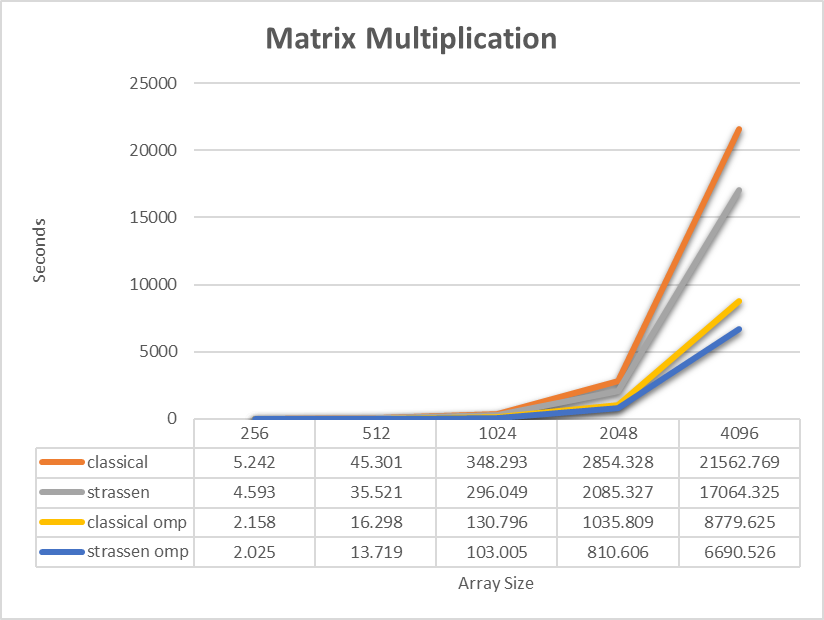 Matrix Multiplication
25000
20000
15000
10000
5000
0
Seconds
256 512 1024 2048 4096
classical 5.242 45.301 348.293 2854.328 21562.769
strassen 4.593 35.521 296.049 2085.327 17064.325
classical omp 2.158 16.298 130.796 1035.809 8779.625
strassen omp 2.025 13.719 103.005 810.606 6690.526
Array Size